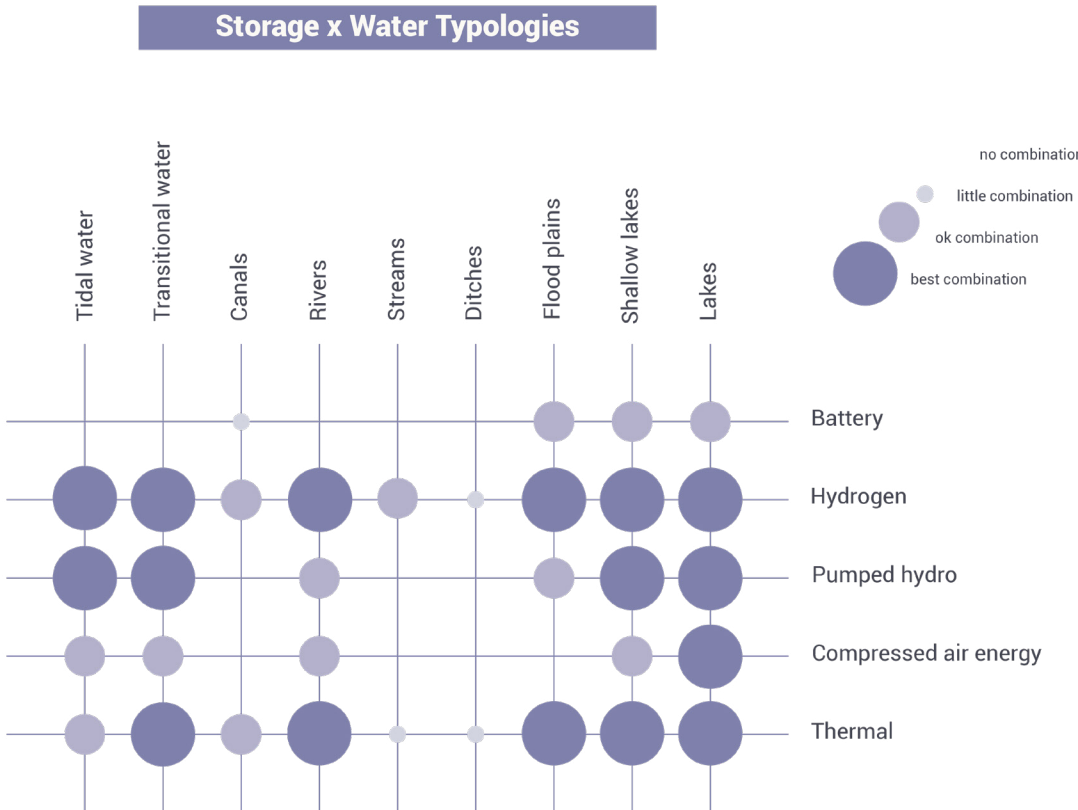 Storage x Water Typologies
Tidal water
Transitional water
Canals
Rivers
Streams
Ditches
Flood plains
Shallow lakes
Lakes
no combination
little combination
ok combination
best combination
Battery
Hydrogen
Pumped hydro
Compressed air energy
Thermal